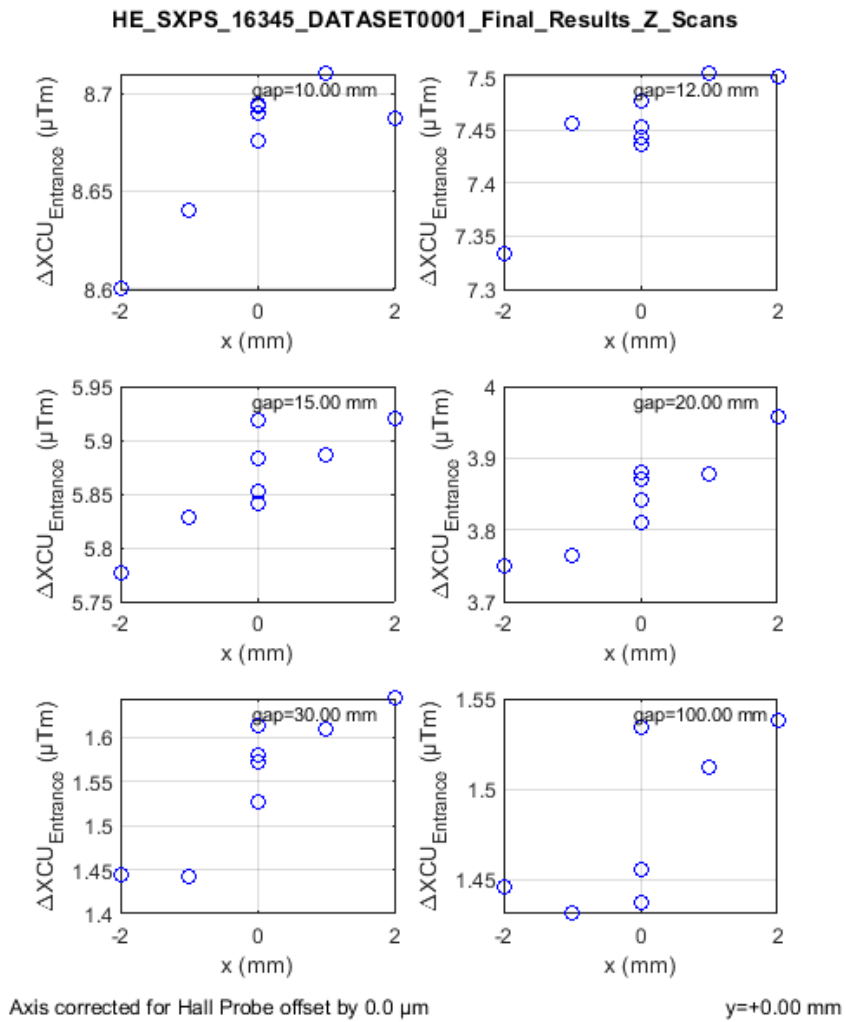 HE_SXPS_16345_DATASET0001_Final_Results_Z_Scans
gap=10.00 mm
8.7
8.65
8.6
-2 0 2
x (mm)
ΔXCU_Entrance (µTm)
gap=12.00 mm
7.5
7.45
7.4
7.35
7.3
-2 0 2
x (mm)
ΔXCU_Entrance (µTm)
gap=15.00 mm
5.95
5.9
5.85
5.8
5.75
-2 0 2
x (mm)
ΔXCU_Entrance (µTm)
gap=20.00 mm
4
3.9
3.8
3.7
-2 0 2
x (mm)
ΔXCU_Entrance (µTm)
gap=30.00 mm
1.6
1.55
1.5
1.45
1.4
-2 0 2
x (mm)
ΔXCU_Entrance (µTm)
gap=100.00 mm
1.55
1.5
1.45
-2 0 2
x (mm)
ΔXCU_Entrance (µTm)
Axis corrected for Hall Probe offset by 0.0 µm
y=+0.00 mm